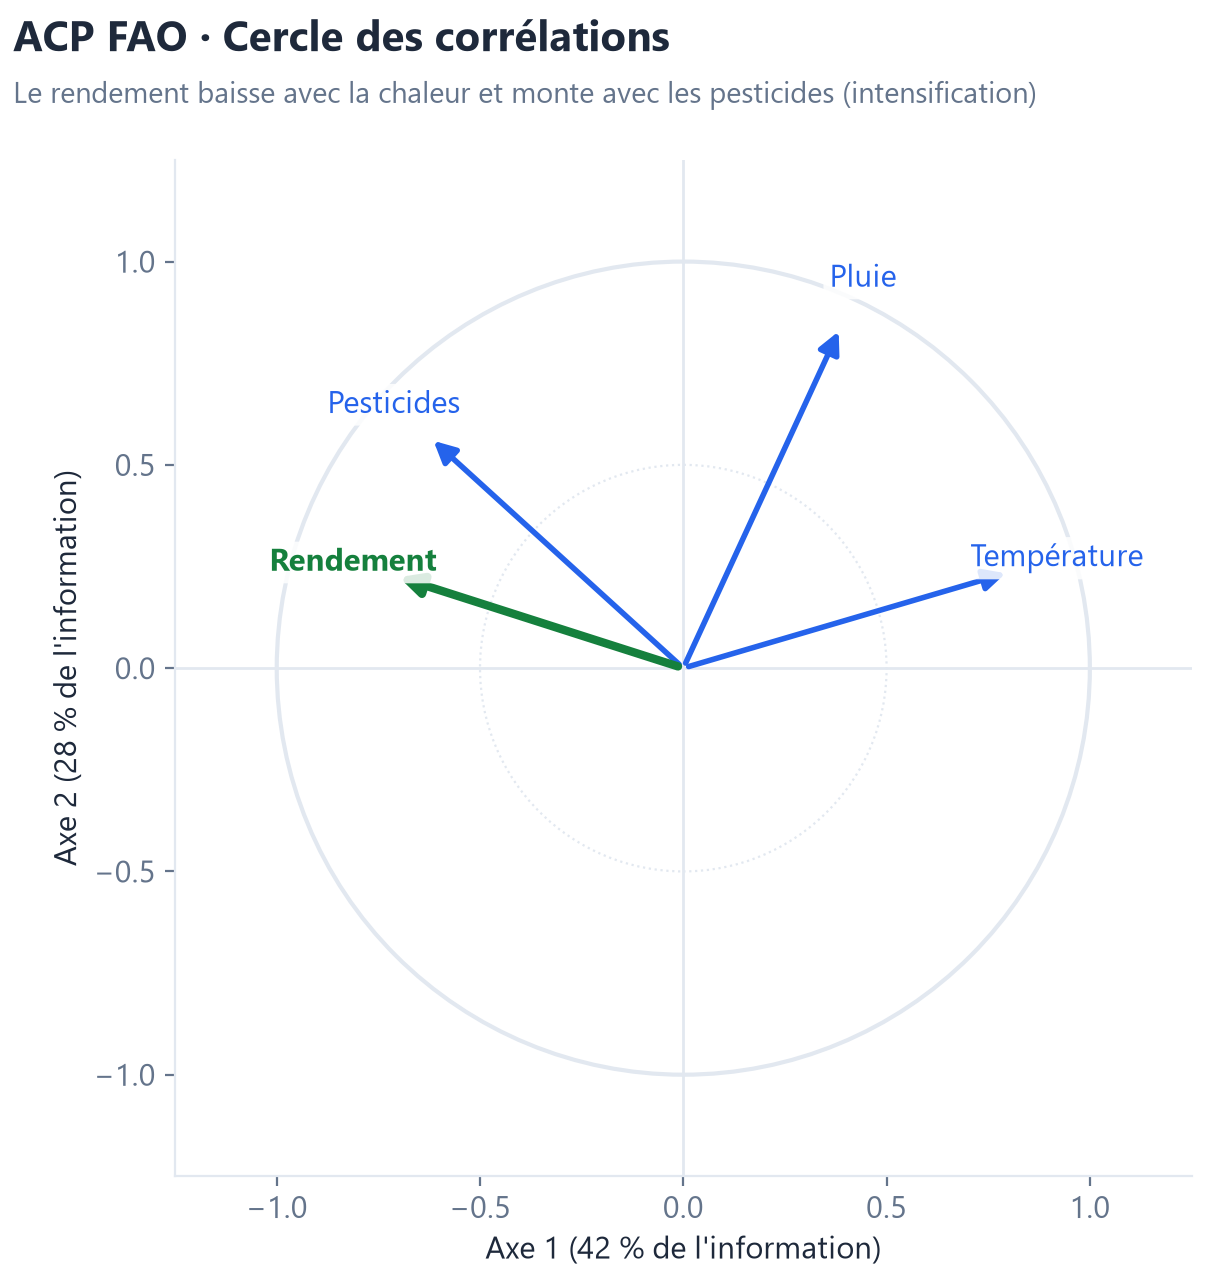 ACP FAO · Cercle des corrélations
Le rendement baisse avec la chaleur et monte avec les pesticides (intensification)
1.0
Pluie
Pesticides
0.5
Rendement
Température
0.0
−0.5
−1.0
Axe 2 (28 % de l'information)
−1.0 −0.5 0.0 0.5 1.0
Axe 1 (42 % de l'information)